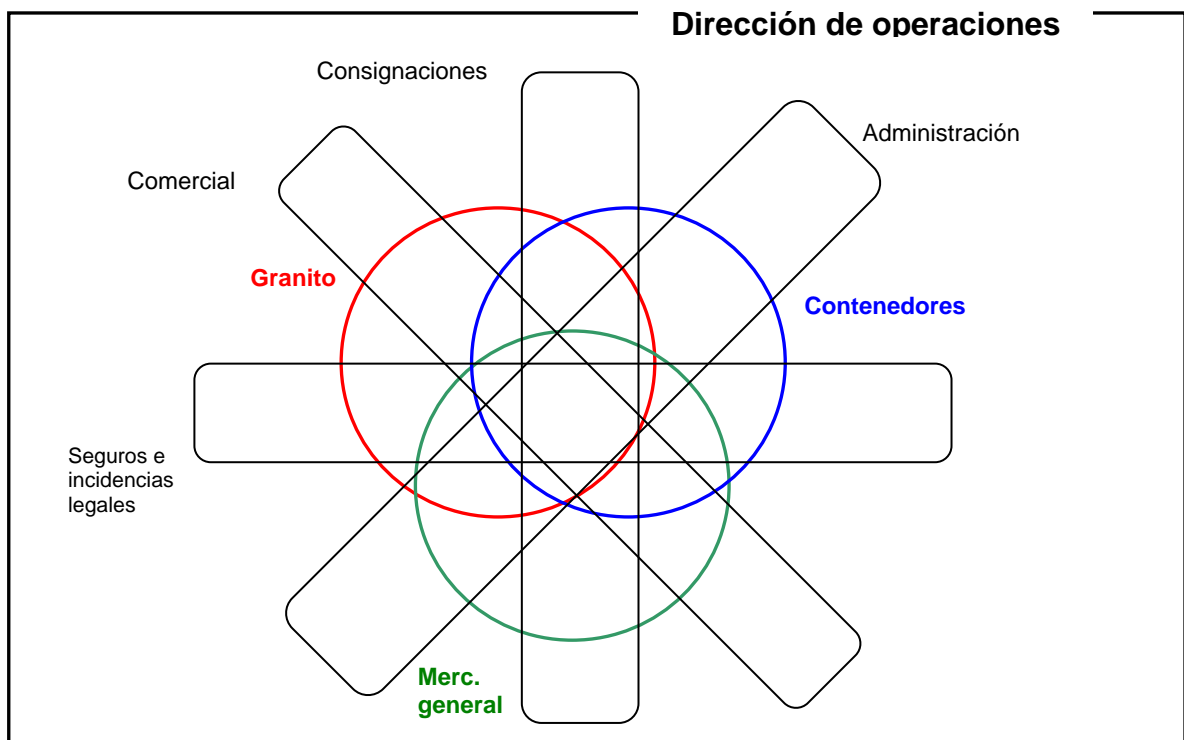 Dirección de operaciones
Consignaciones
Administración
Comercial
Granito
Contenedores
Seguros e
incidencias
legales
Merc.
general